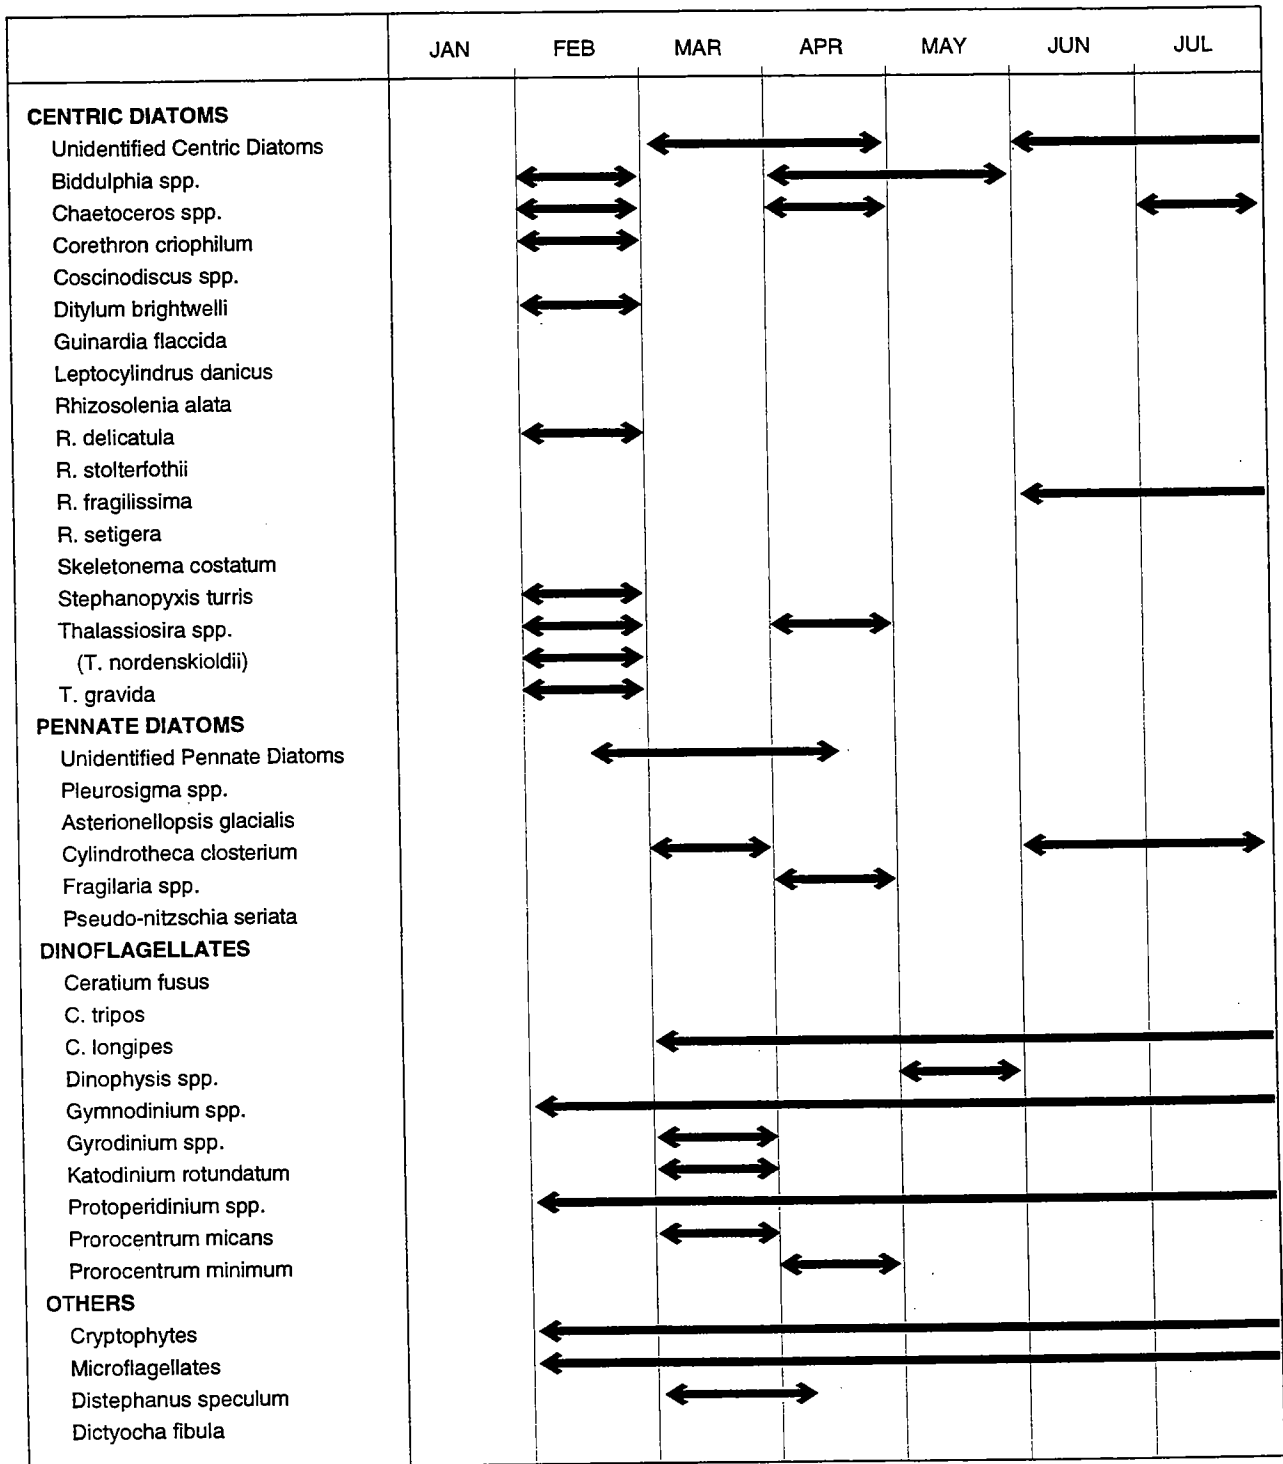 JAN FEB MAR APR MAY JUN JUL
CENTRIC DIATOMS
Unidentified Centric Diatoms
Biddulphia spp.
Chaetoceros spp.
Corethron criophilum
Coscinodiscus spp.
Ditylum brightwelli
Guinardia flaccida
Leptocylindrus danicus
Rhizosolenia alata
R. delicatula
R. stolterfothii
R. fragilissima
R. setigera
Skeletonema costatum
Stephanopyxis turris
Thalassiosira spp.
(T. nordenskioldii)
T. gravida
PENNATE DIATOMS
Unidentified Pennate Diatoms
Pleurosigma spp.
Asterionellopsis glacialis
Cylindrotheca closterium
Fragilaria spp.
Pseudo-nitzschia seriata
DINOFLAGELLATES
Ceratium fusus
C. tripos
C. longipes
Dinophysis spp.
Gymnodinium spp.
Gyrodinium spp.
Katodinium rotundatum
Protoperidinium spp.
Prorocentrum micans
Prorocentrum minimum
OTHERS
Cryptophytes
Microflagellates
Distephanus speculum
Dictyocha fibula